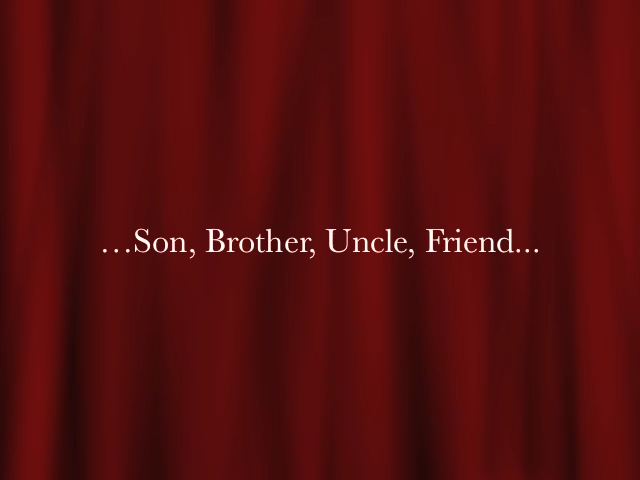 …Son, Brother, Uncle, Friend...